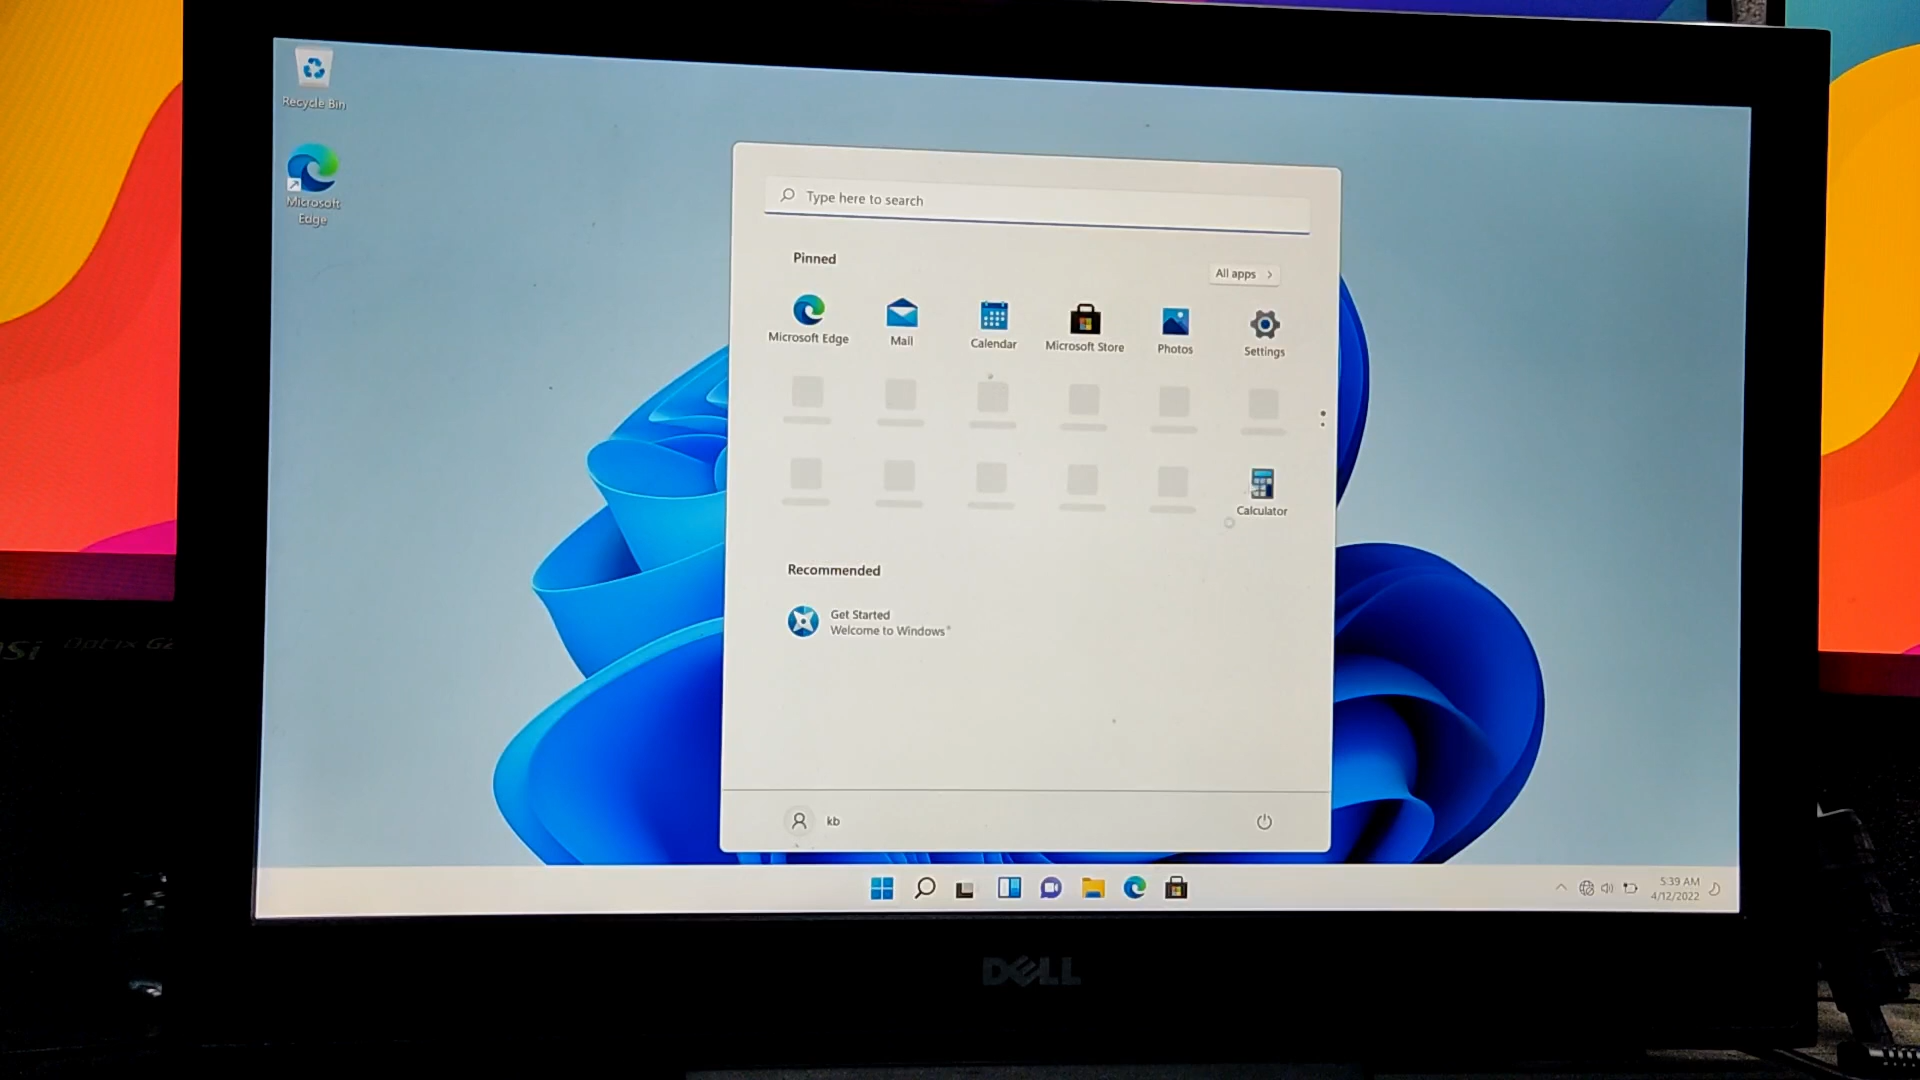 Recycle Bin
Microsoft
Edge
Type here to search
Pinned
All apps
Microsoft Edge
Mail
Calendar
Microsoft Store
Photos
Settings
Calculator
Recommended
Get Started
Welcome to Windows
kb
5:39 AM
4/12/2022
DELL